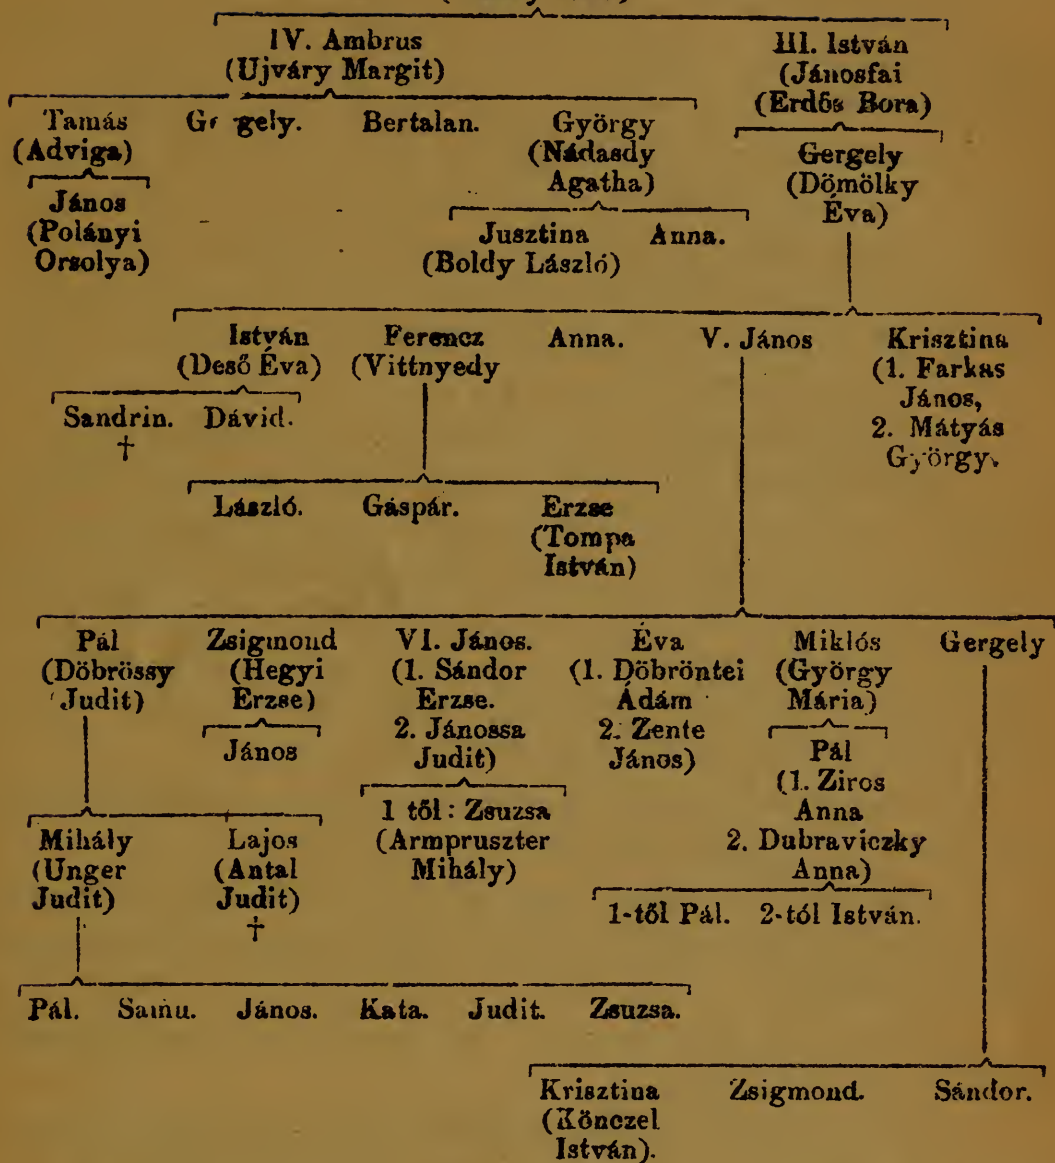 IV. Ambrus
(Ujváry Margit)
III. István
(Jánosfai
(Erdős Bora)
Tamás
(Adviga)
Gergely.
Bertalan.
György
(Nádasdy
Agatha)
Gergely
(Dömölky
Éva)
János
(Polányi
Orsolya)
Jusztina
(Boldy László)
Anna.
István
(Deső Éva)
Ferencz
(Vittnyedy
Anna.
V. János
Krisztina
(1. Farkas
János,
2. Mátyás
György.
Sandrin.
†
Dávid.
László.
Gáspár.
Erzse
(Tompa
István)
Pál
(Döbrössy
Judit)
Zsigmond
(Hegyi
Erzse)
VI. János.
(1. Sándor
Erzse.
2. Jánossa
Judit)
Éva
(1. Döbröntei
Ádám
2. Zente
János)
Miklós
(György
Mária)
Gergely
János
1 től: Zsuzsa
(Armpruszter
Mihály)
Pál
(1. Ziros
Anna
2. Dubraviczky
Anna)
Mihály
(Unger
Judit)
Lajos
(Antal
Judit)
†
1-től Pál. 2-tól István.
Pál. Samu. János. Kata. Judit. Zsuzsa.
Krisztina
(Könczel
István).
Zsigmond.
Sándor.